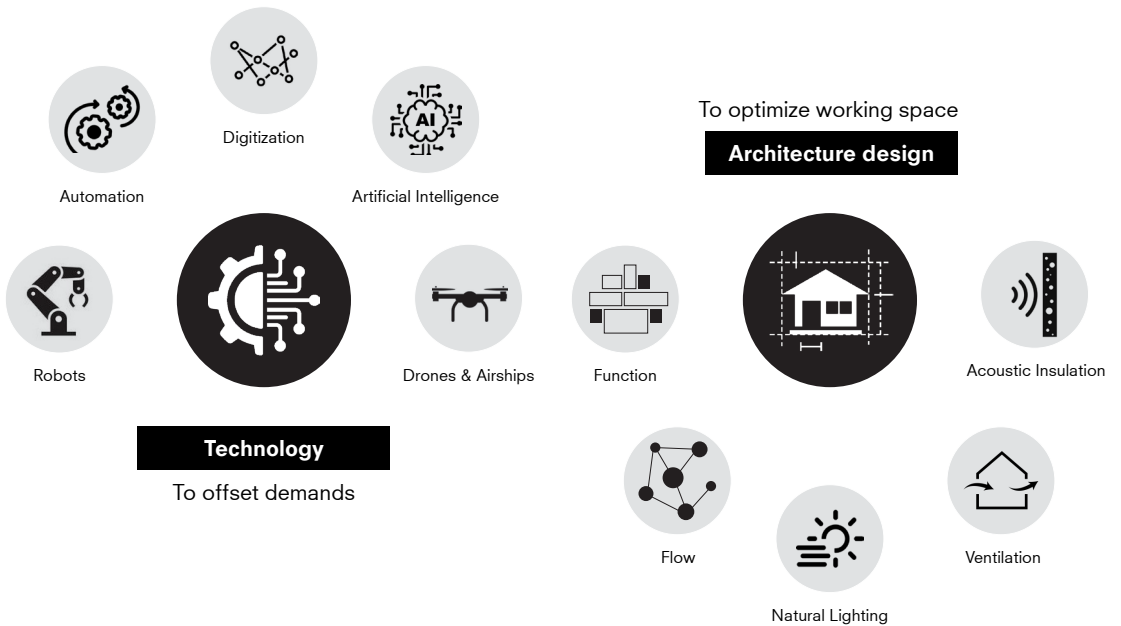 Digitization
Automation
AI
Artificial Intelligence
Robots
Drones & Airships
Technology
To offset demands
To optimize working space
Architecture design
Function
Acoustic Insulation
Flow
Natural Lighting
Ventilation